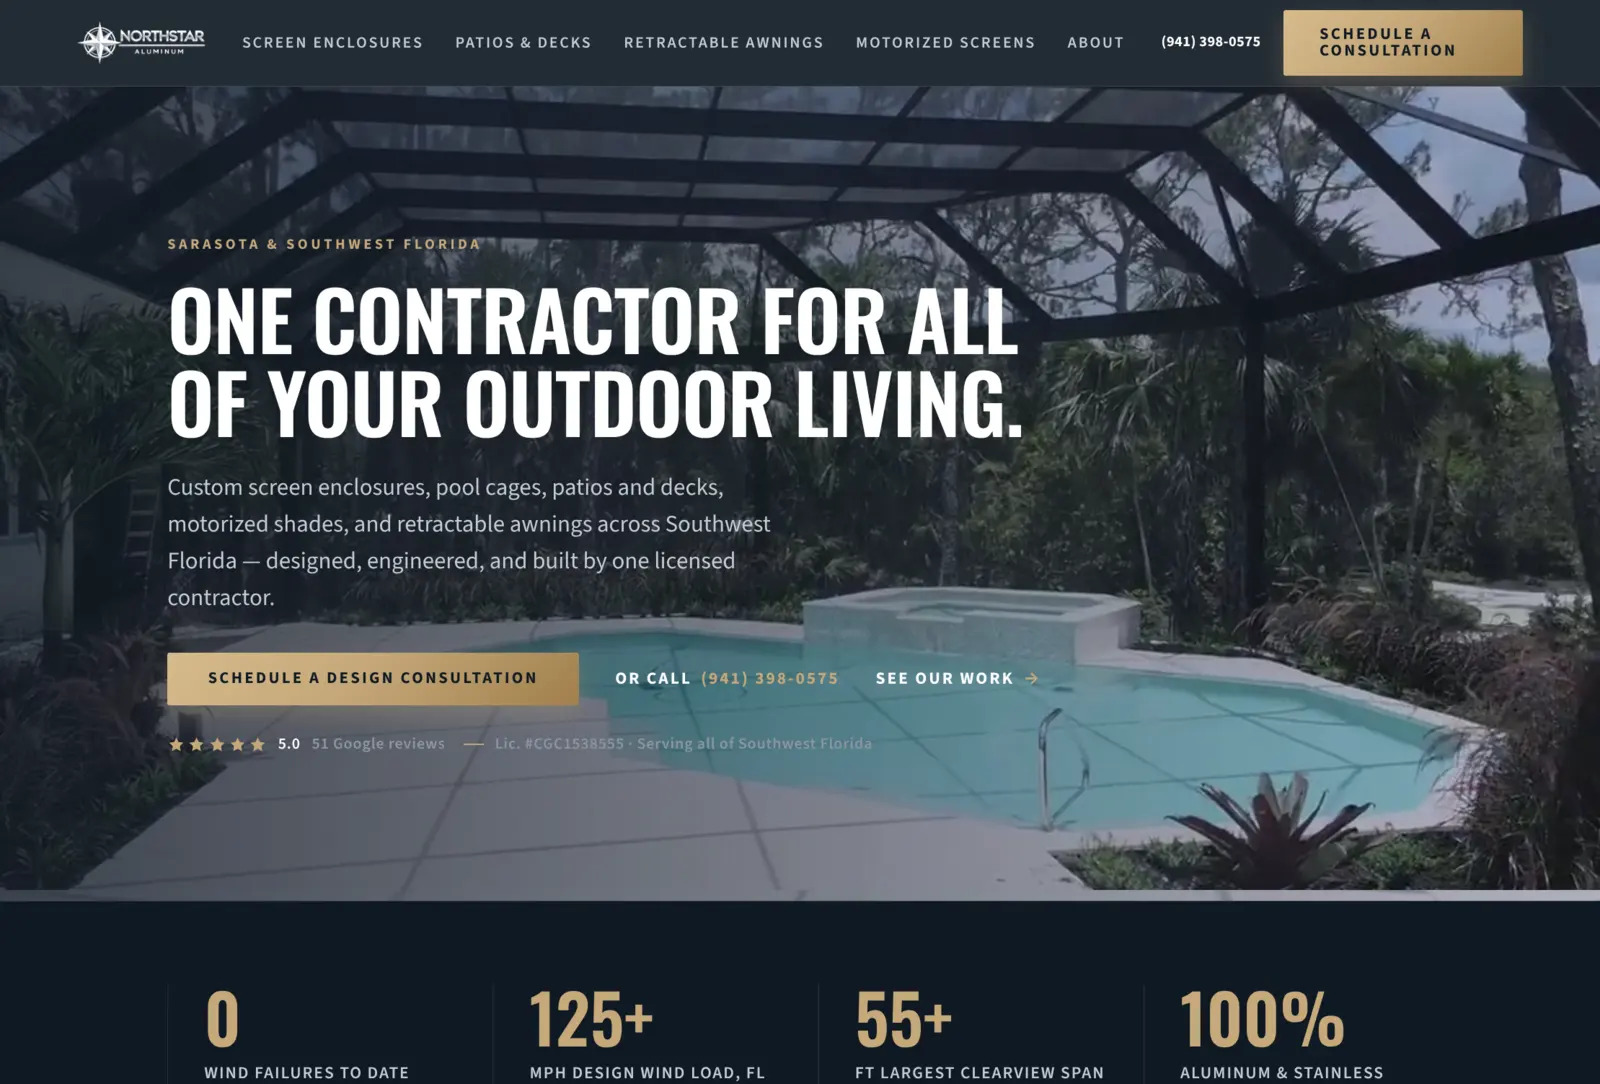 NORTHSTAR
ALUMINUM
SCREEN ENCLOSURES
PATIOS & DECKS
RETRACTABLE AWNINGS
MOTORIZED SCREENS
ABOUT
(941) 398-0575
SCHEDULE A
CONSULTATION
SARASOTA & SOUTHWEST FLORIDA
ONE CONTRACTOR FOR ALL
OF YOUR OUTDOOR LIVING.
Custom screen enclosures, pool cages, patios and decks,
motorized shades, and retractable awnings across Southwest
Florida — designed, engineered, and built by one licensed
contractor.
SCHEDULE A DESIGN CONSULTATION
OR CALL (941) 398-0575
SEE OUR WORK →
★★★★★ 5.0 51 Google reviews — Lic. #CGC1538555 · Serving all of Southwest Florida
0
WIND FAILURES TO DATE
125+
MPH DESIGN WIND LOAD, FL
55+
FT LARGEST CLEARVIEW SPAN
100%
ALUMINUM & STAINLESS